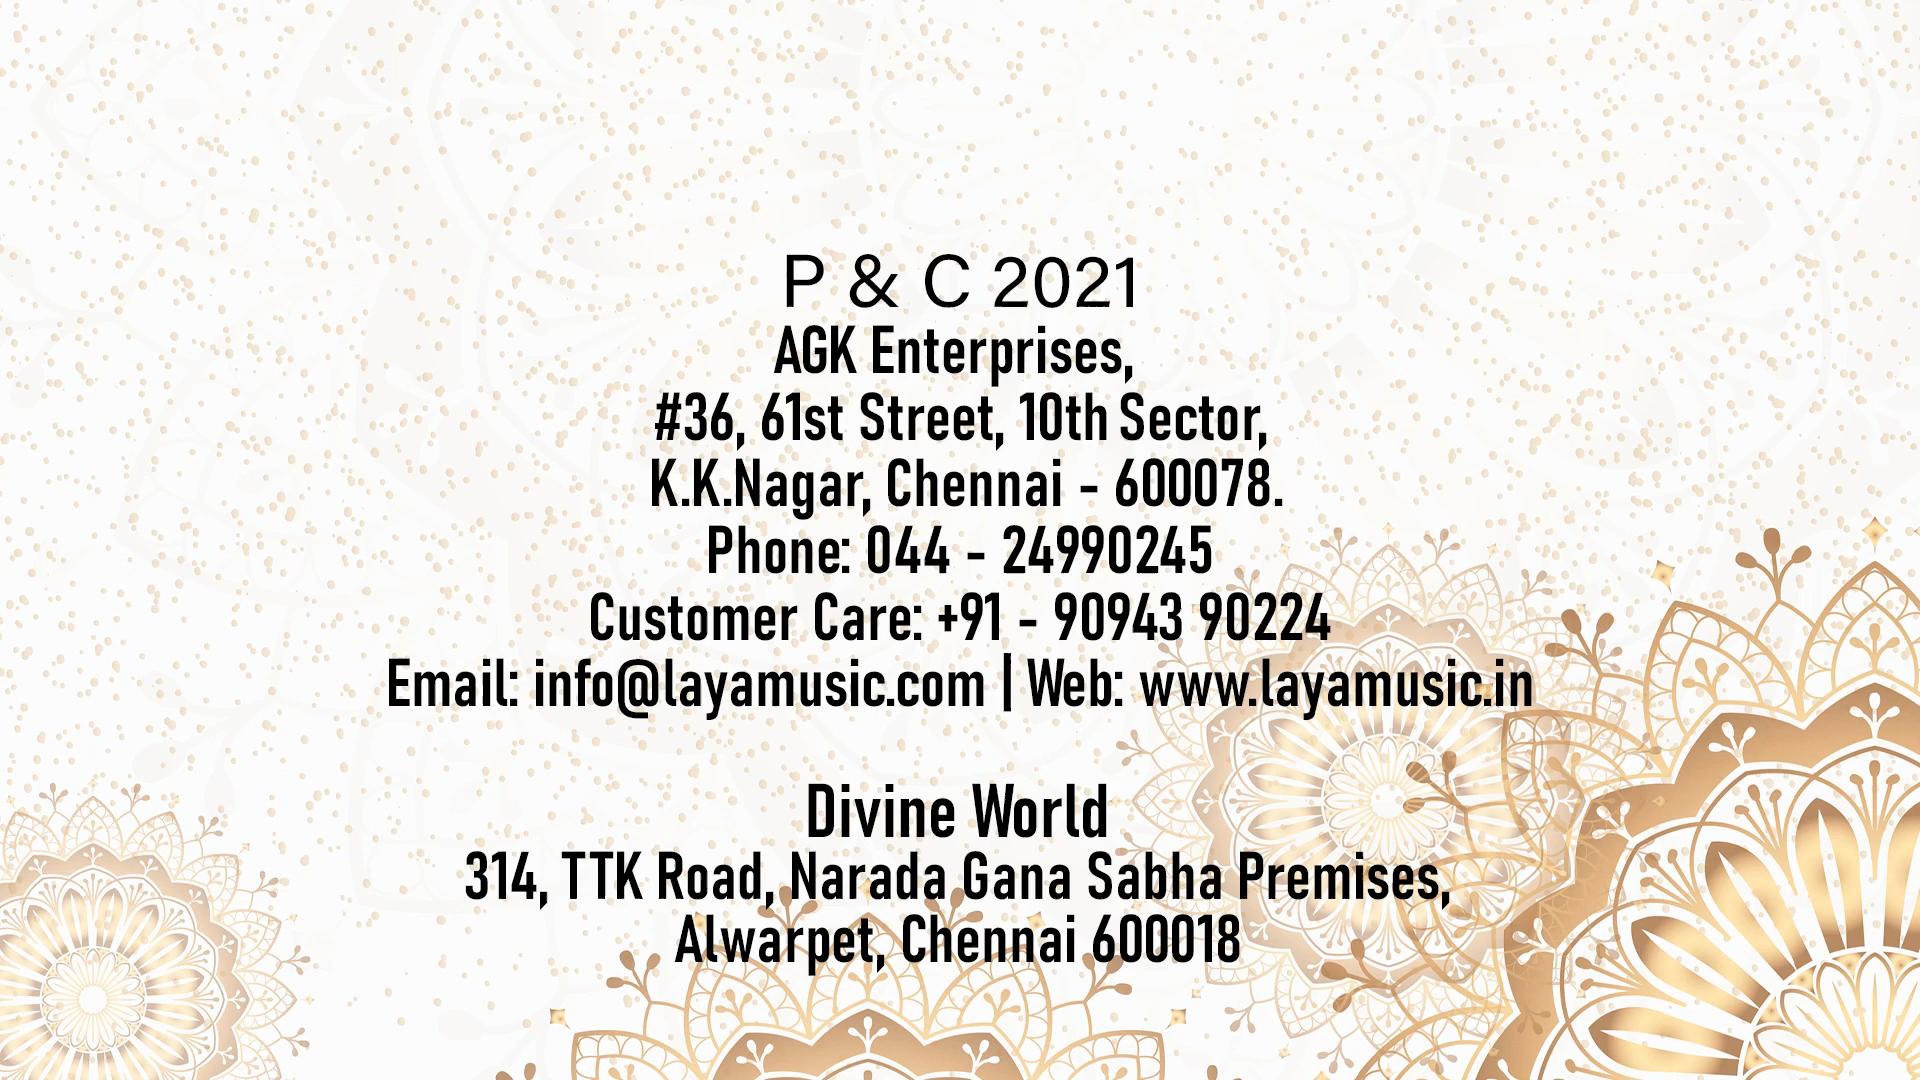 P & C 2021
AGK Enterprises,
#36, 61st Street, 10th Sector,
K.K.Nagar, Chennai - 600078.
Phone: 044 - 24990245
Customer Care: +91 - 90943 90224
Email: info@layamusic.com | Web: www.layamusic.in
Divine World
314, TTK Road, Narada Gana Sabha Premises,
Alwarpet, Chennai 600018